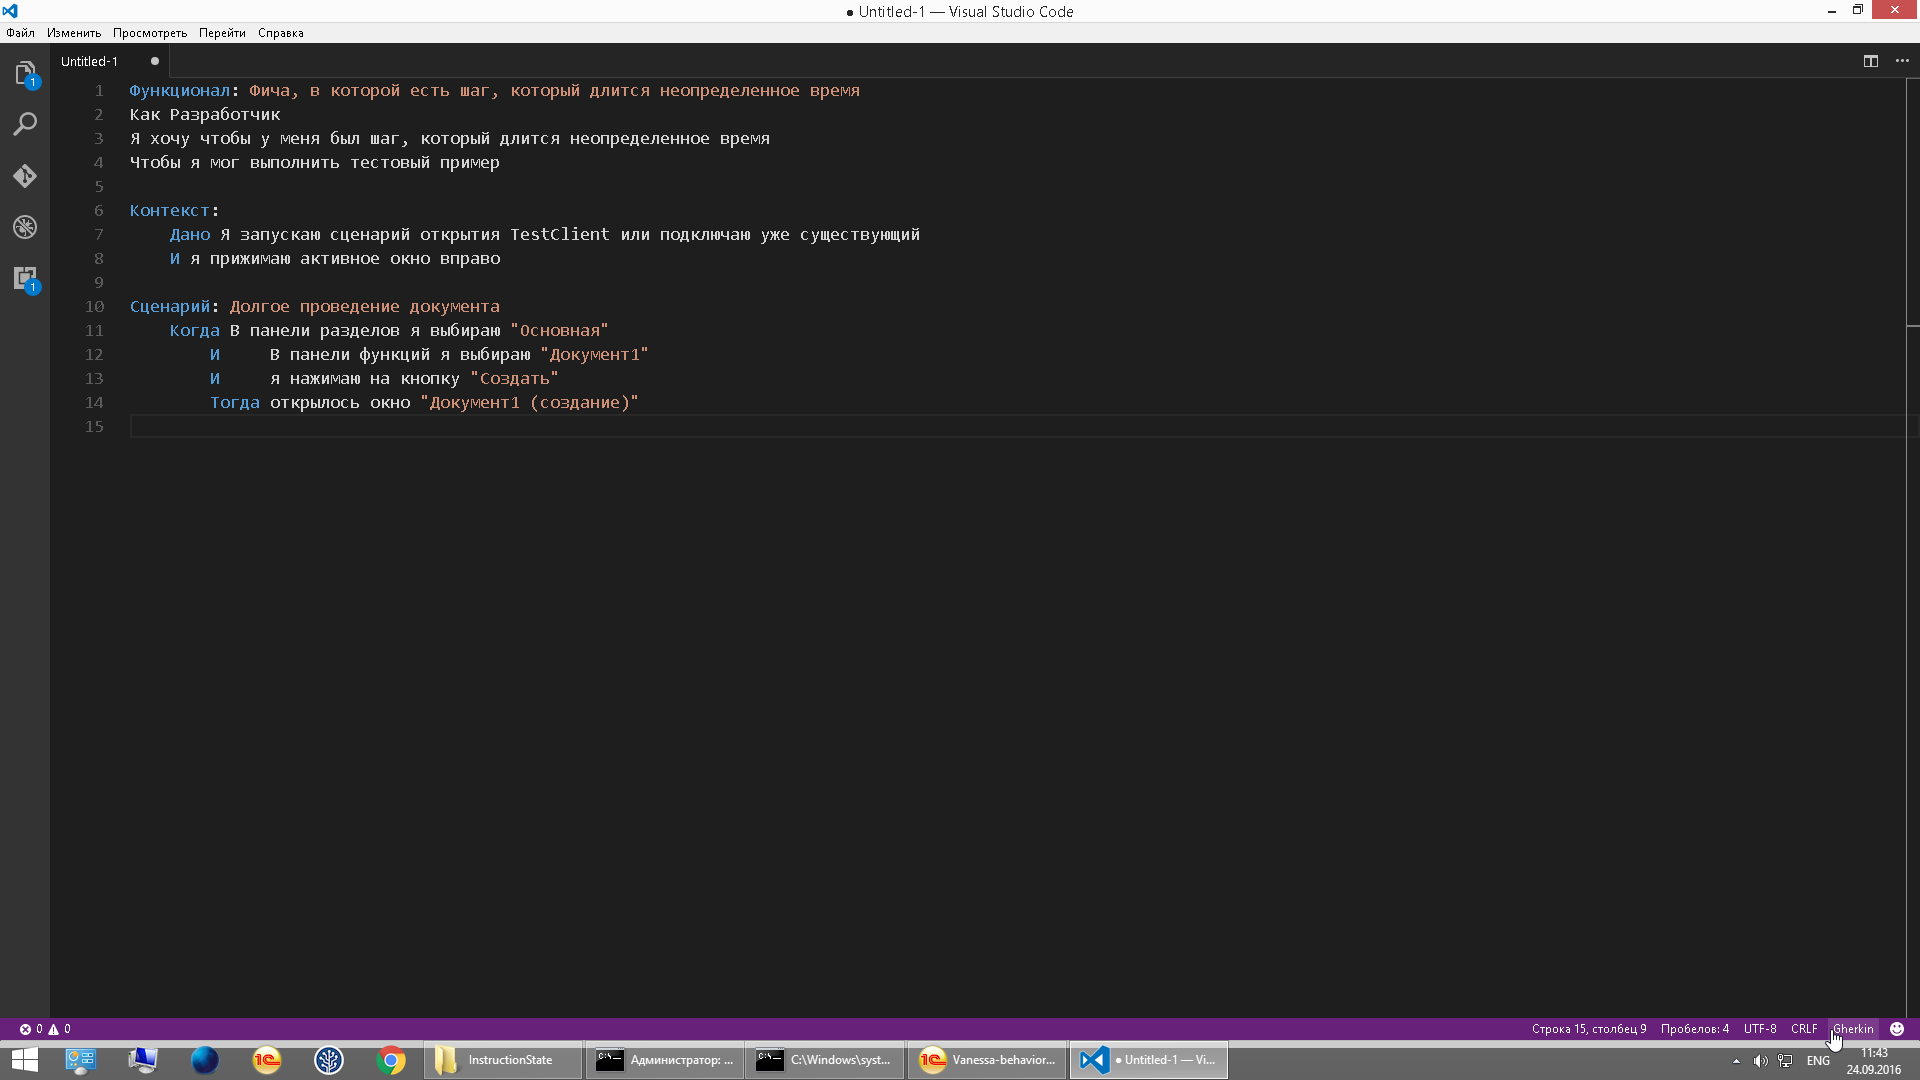 ● Untitled-1 — Visual Studio Code
Файл Изменить Просмотреть Перейти Справка
Untitled-1
1 Функционал: Фича, в которой есть шаг, который длится неопределенное время
2 Как Разработчик
3 Я хочу чтобы у меня был шаг, который длится неопределенное время
4 Чтобы я мог выполнить тестовый пример
5
6 Контекст:
7 Дано Я запускаю сценарий открытия TestClient или подключаю уже существующий
8 И я прижимаю активное окно вправо
9
10 Сценарий: Долгое проведение документа
11 Когда В панели разделов я выбираю "Основная"
12 И В панели функций я выбираю "Документ1"
13 И я нажимаю на кнопку "Создать"
14 Тогда открылось окно "Документ1 (создание)"
15
1
1
0 0 Строка 15, столбец 9 Пробелов: 4 UTF-8 CRLF Gherkin
InstructionState Администратор: ... C:\Windows\syst... Vanessa-behavior... ● Untitled-1 — Vi... ENG 11:43
24.09.2016